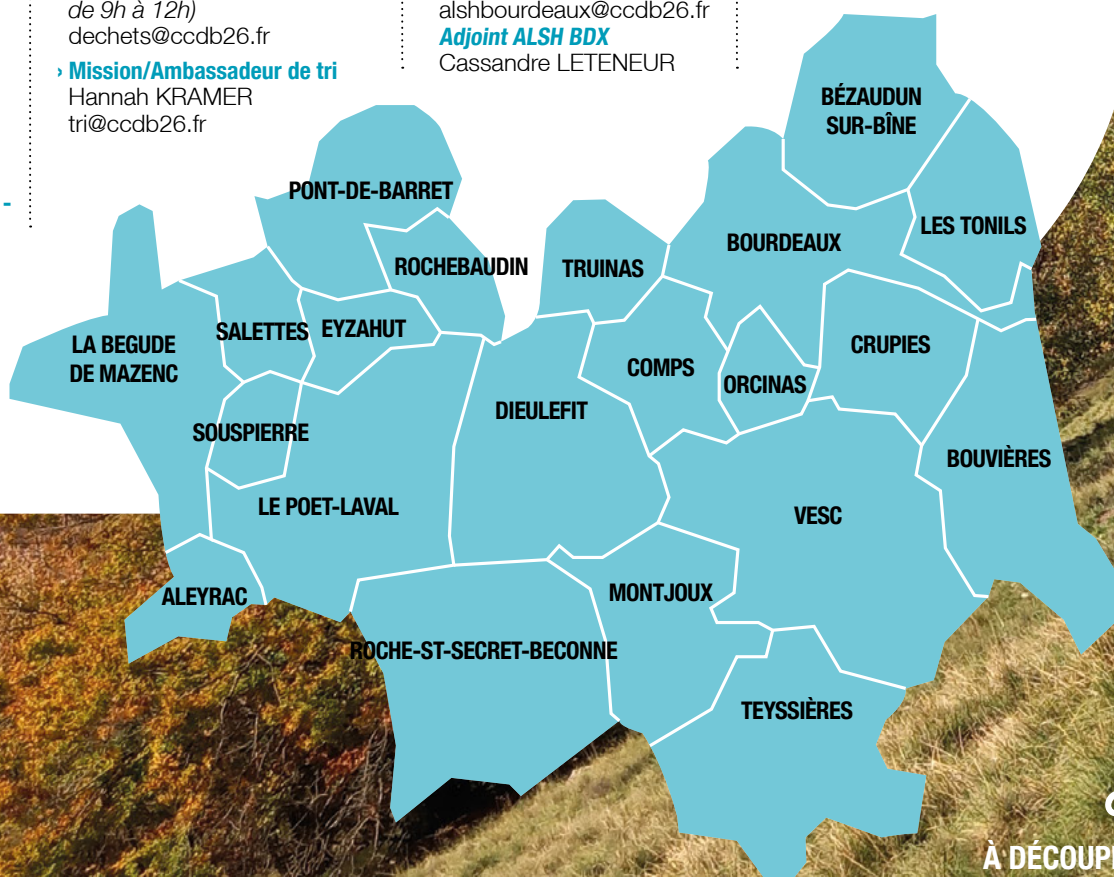 de 9h à 12h)
dechets@ccdb26.fr
› Mission/Ambassadeur de tri
Hannah KRAMER
tri@ccdb26.fr
-
alshbourdeaux@ccdb26.fr
Adjoint ALSH BDX
Cassandre LETENEUR
BÉZAUDUN
SUR-BÎNE
PONT-DE-BARRET
LES TONILS
BOURDEAUX
ROCHEBAUDIN
TRUINAS
SALETTES
EYZAHUT
LA BEGUDE
DE MAZENC
CRUPIES
COMPS
ORCINAS
DIEULEFIT
SOUSPIERRE
BOUVIÈRES
LE POET-LAVAL
VESC
ALEYRAC
MONTJOUX
ROCHE-ST-SECRET-BECONNE
TEYSSIÈRES
À DÉCOUP